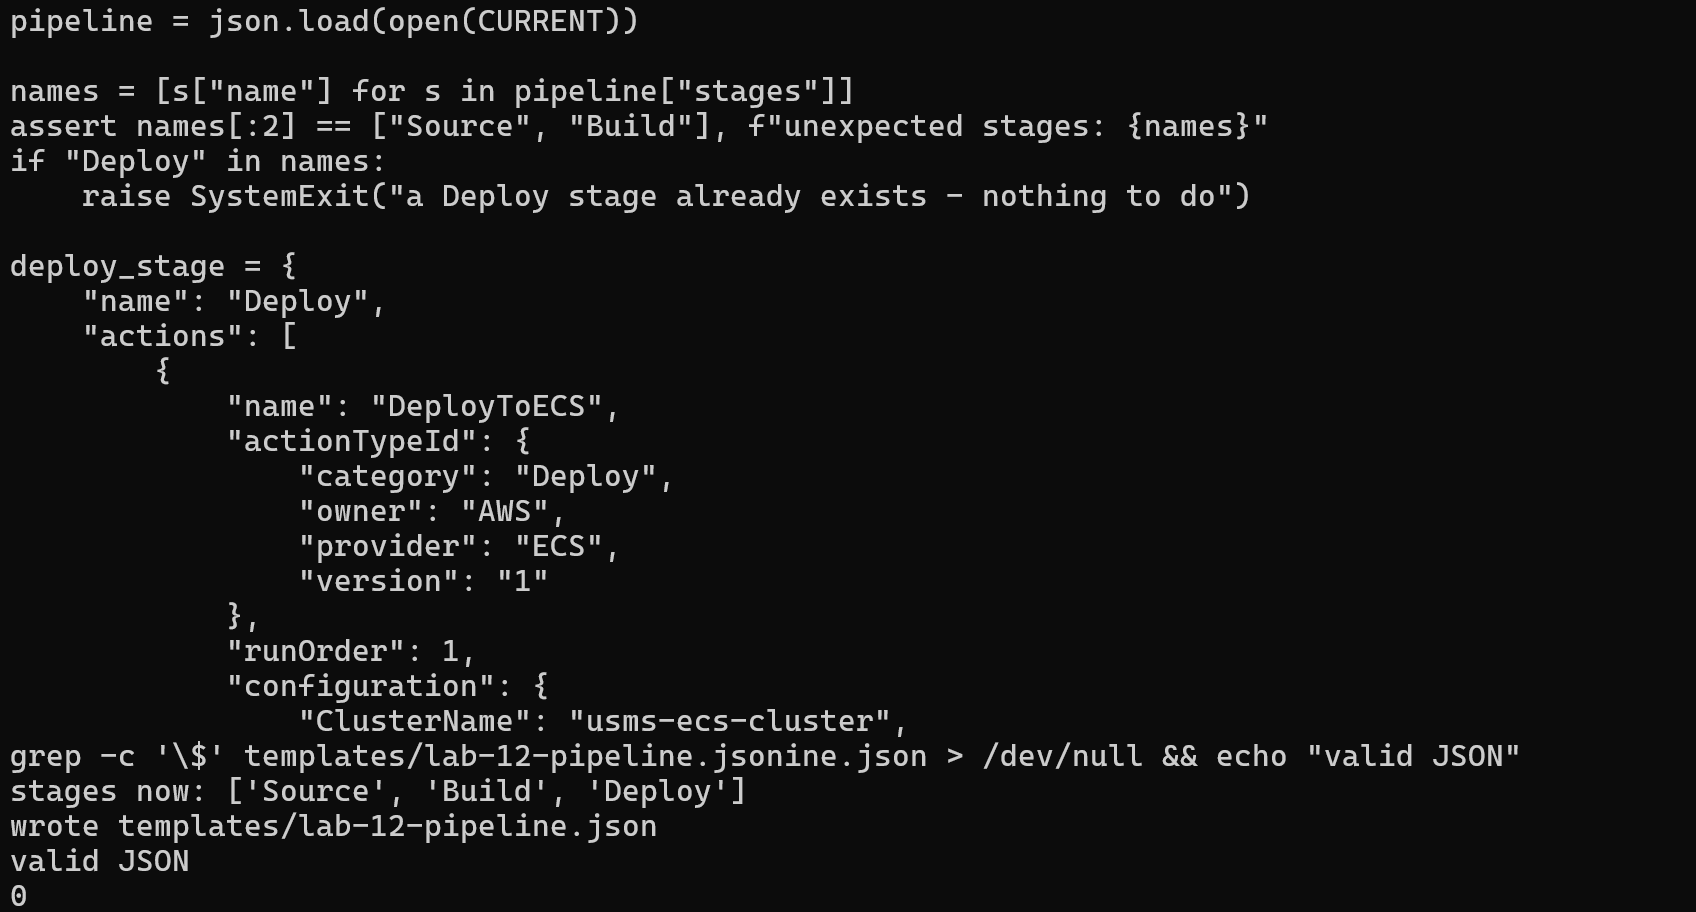 pipeline = json.load(open(CURRENT))
names = [s["name"] for s in pipeline["stages"]]
assert names[:2] == ["Source", "Build"], f"unexpected stages: {names}"
if "Deploy" in names:
    raise SystemExit("a Deploy stage already exists - nothing to do")
deploy_stage = {
    "name": "Deploy",
    "actions": [
        {
            "name": "DeployToECS",
            "actionTypeId": {
                "category": "Deploy",
                "owner": "AWS",
                "provider": "ECS",
                "version": "1"
            },
            "runOrder": 1,
            "configuration": {
                "ClusterName": "usms-ecs-cluster",
grep -c '\$' templates/lab-12-pipeline.jsonine.json > /dev/null && echo "valid JSON"
stages now: ['Source', 'Build', 'Deploy']
wrote templates/lab-12-pipeline.json
valid JSON
0